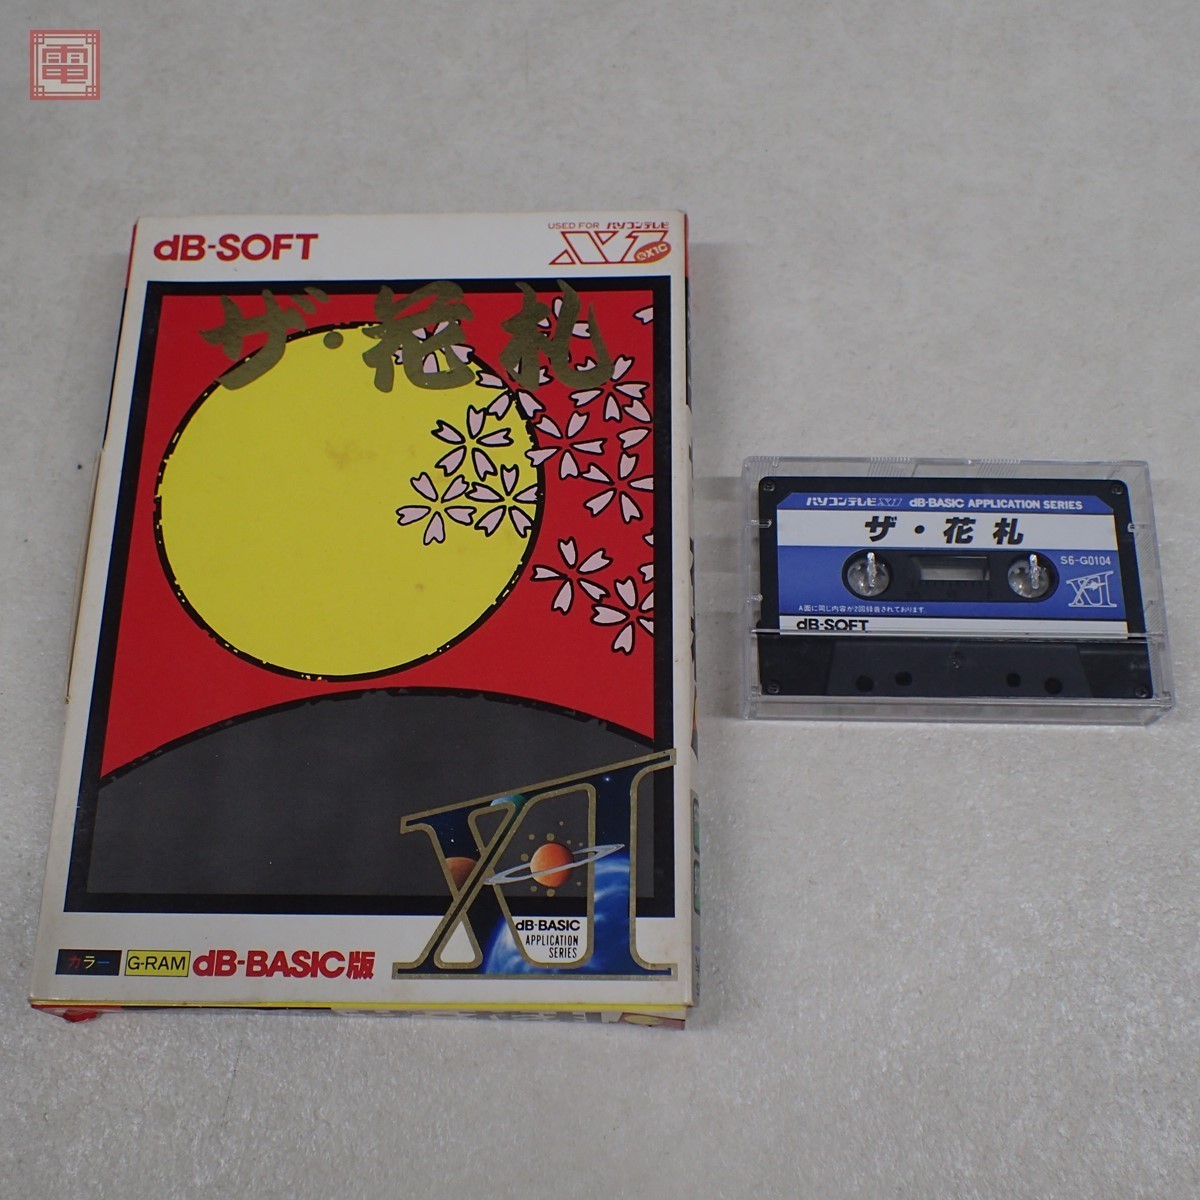 電
dB-SOFT
USED FOR パソコンテレビ
X1
X1C
ザ・花札
dB-BASIC
APPLICATION
SERIES
カラー
G-RAM
dB-BASIC版
パソコンテレビX1 dB-BASIC APPLICATION SERIES
ザ・花札
S6-G0104
X1
A面に同じ内容が2回録音されております.
dB-SOFT